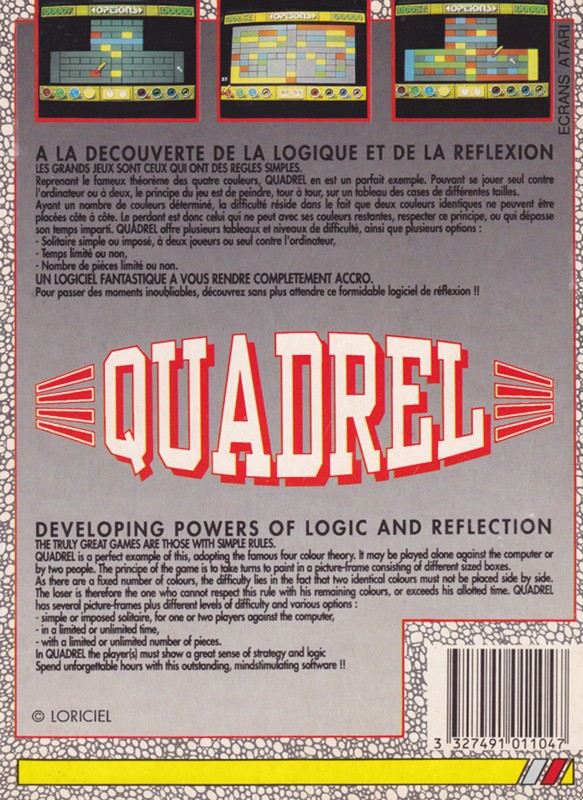 OPCIONS
OPCIONS
OPCIONS
ECRANS ATARI
A LA DECOUVERTE DE LA LOGIQUE ET DE LA REFLEXION
LES GRANDS JEUX SONT CEUX QUI ONT DES REGLES SIMPLES.
Reprenant le fameux théorème des quatre couleurs, QUADREL en est un parfait exemple. Pouvant se jouer seul contre
l'ordinateur ou à deux, le principe du jeu est de peindre, tour à tour, sur un tableau des cases de différentes tailles.
Ayant un nombre de couleurs déterminé, la difficulté réside dans le fait que deux couleurs identiques ne peuvent être
placées côte à côte. Le perdant est donc celui qui ne peut avec ses couleurs restantes, respecter ce principe, ou qui dépasse
son temps imparti. QUADREL offre plusieurs tableaux et niveaux de difficulté, ainsi que plusieurs options :
- Solitaire simple ou imposé, à deux joueurs ou seul contre l'ordinateur,
- Temps limité ou non,
- Nombre de pièces limité ou non.
UN LOGICIEL FANTASTIQUE A VOUS RENDRE COMPLETEMENT ACCRO.
Pour passer des moments inoubliables, découvrez sans plus attendre ce formidable logiciel de réflexion !!
QUADREL
DEVELOPING POWERS OF LOGIC AND REFLECTION
THE TRULY GREAT GAMES ARE THOSE WITH SIMPLE RULES.
QUADREL is a perfect example of this, adopting the famous four colour theory. It may be played alone against the computer or
by two people. The principe of the game is to take turns to paint in a picture-frame consisting of different sized boxes.
As there are a fixed number of colours, the difficulty lies in the fact that two identical colours must not be placed side by side.
The loser is therefore the one who cannot respect this rule with his remaining colours, or exceeds his allotted time. QUADREL
has several picture-frames plus different levels of difficulty and various options :
- simple or imposed solitaire, for one or two players against the computer,
- in a limited or unlimited time,
- with a limited or unlimited number of pieces.
In QUADREL the player(s) must show a great sense of strategy and logic
Spend unforgettable hours with this outstanding, mindstimulating software !!
© LORICIEL
3 327491 011047